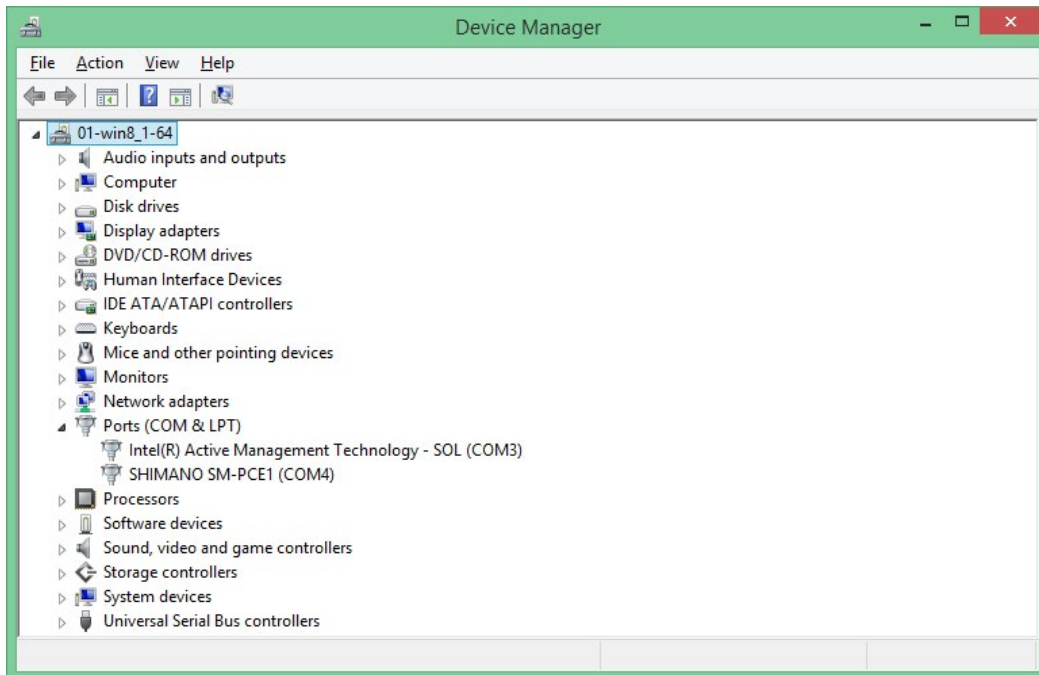 Device Manager
File Action View Help
01-win8_1-64
Audio inputs and outputs
Computer
Disk drives
Display adapters
DVD/CD-ROM drives
Human Interface Devices
IDE ATA/ATAPI controllers
Keyboards
Mice and other pointing devices
Monitors
Network adapters
Ports (COM & LPT)
Intel(R) Active Management Technology - SOL (COM3)
SHIMANO SM-PCE1 (COM4)
Processors
Software devices
Sound, video and game controllers
Storage controllers
System devices
Universal Serial Bus controllers